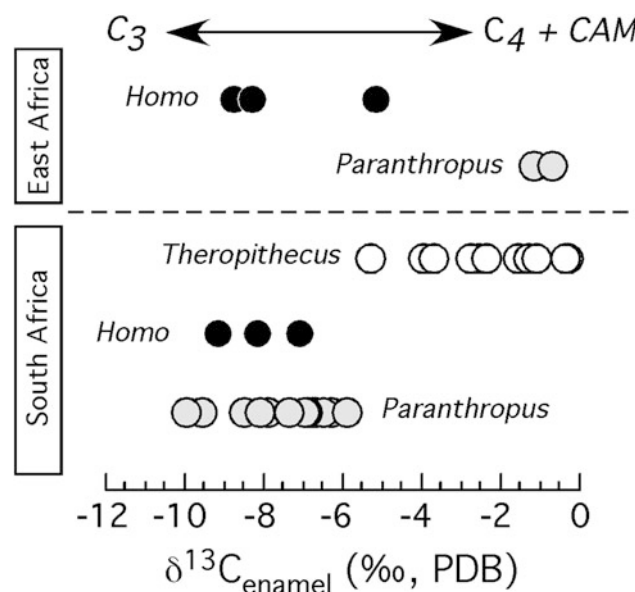 C₃ C₄ + CAM
East Africa
Homo
Paranthropus
South Africa
Theropithecus
Homo
Paranthropus
-12 -10 -8 -6 -4 -2 0
δ¹³C_enamel (‰, PDB)